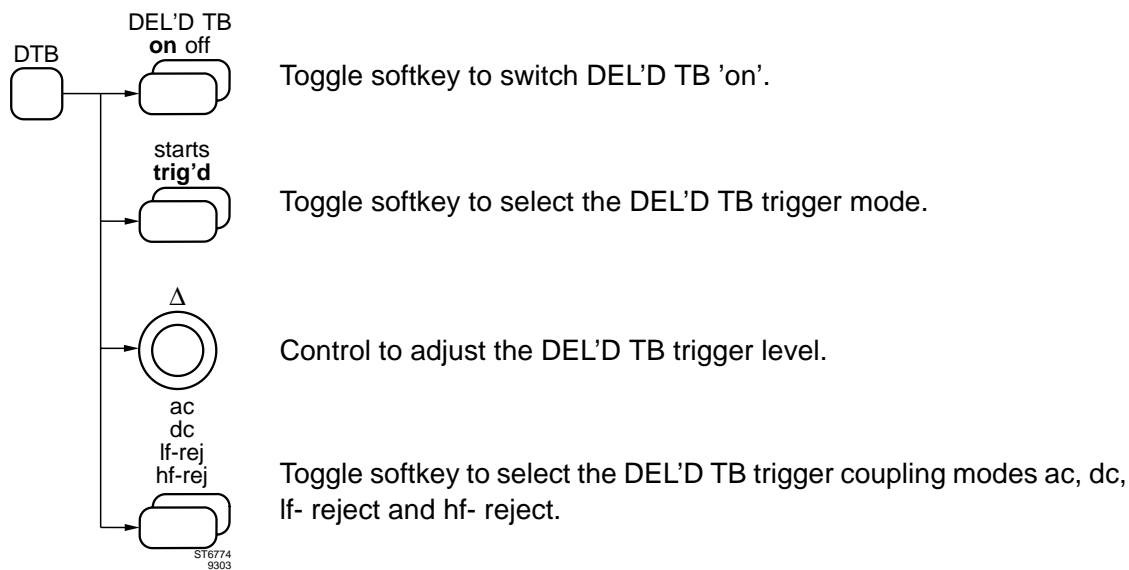 DEL’D TB
on off
DTB
Toggle softkey to switch DEL’D TB ’on’.
starts
trig’d
Toggle softkey to select the DEL’D TB trigger mode.
Δ
Control to adjust the DEL’D TB trigger level.
ac
dc
lf-rej
hf-rej
Toggle softkey to select the DEL’D TB trigger coupling modes ac, dc,
lf- reject and hf- reject.
ST6774
9303